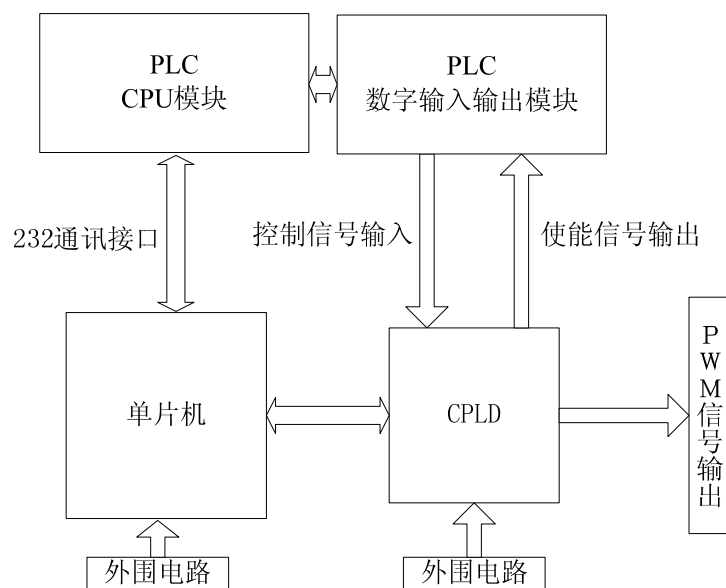 PLC
CPU模块
PLC
数字输入输出模块
232通讯接口
控制信号输入
使能信号输出
单片机
CPLD
PWM信号输出
外围电路
外围电路